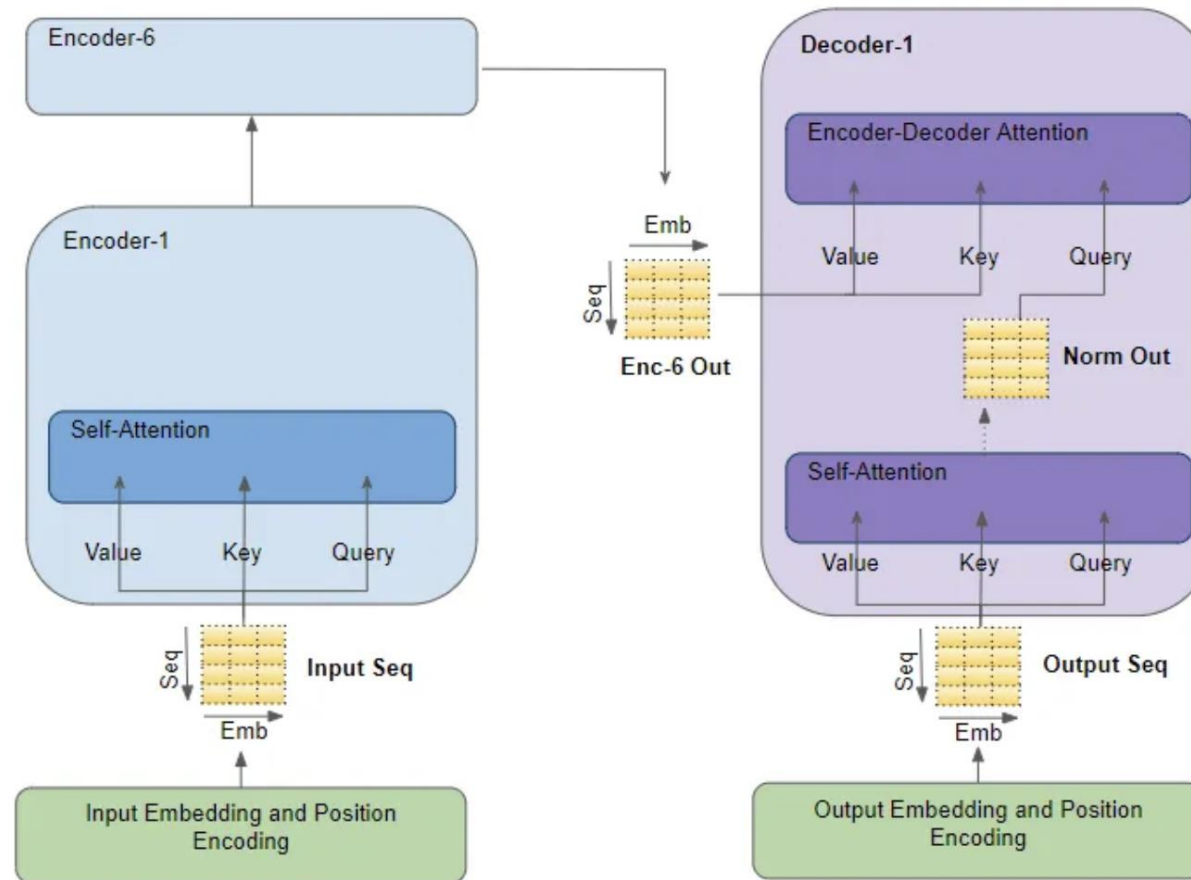 Encoder-6
Encoder-1
Self-Attention
Value Key Query
Seq
Input Seq
Emb
Input Embedding and Position
Encoding
Emb
Seq
Enc-6 Out
Decoder-1
Encoder-Decoder Attention
Value Key Query
Norm Out
Self-Attention
Value Key Query
Seq
Output Seq
Emb
Output Embedding and Position
Encoding